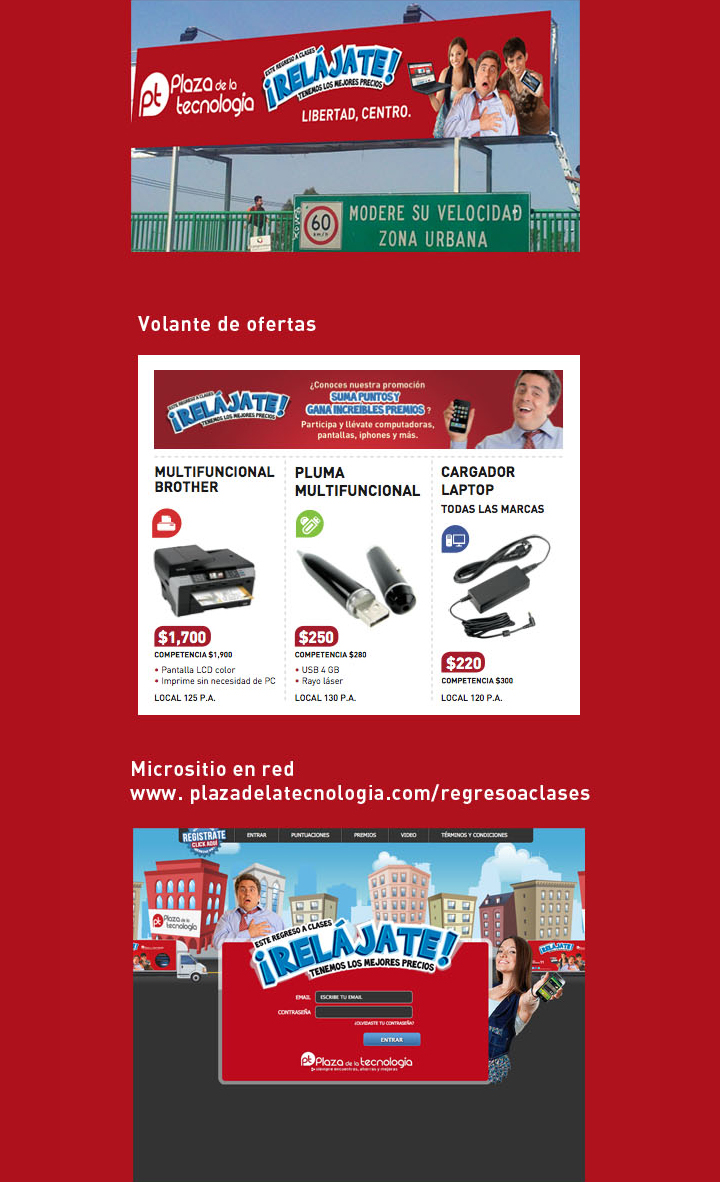 pt Plaza de la
tecnología
ESTE REGRESO A CLASES
¡RELÁJATE!
TENEMOS LOS MEJORES PRECIOS
LIBERTAD, CENTRO.
60
km/h
MODERE SU VELOCIDAD
ZONA URBANA
Volante de ofertas
ESTE REGRESO A CLASES
¡RELÁJATE!
TENEMOS LOS MEJORES PRECIOS
¿Conoces nuestra promoción
SUMA PUNTOS Y
GANA INCREÍBLES PREMIOS ?
Participa y llévate computadoras,
pantallas, iphones y más.
MULTIFUNCIONAL
BROTHER
$1,700
COMPETENCIA $1,900
• Pantalla LCD color
• Imprime sin necesidad de PC
LOCAL 125 P.A.
PLUMA
MULTIFUNCIONAL
$250
COMPETENCIA $280
• USB 4 GB
• Rayo láser
LOCAL 130 P.A.
CARGADOR
LAPTOP
TODAS LAS MARCAS
$220
COMPETENCIA $300
LOCAL 120 P.A.
Micrositio en red
www. plazadelatecnologia.com/regresoaclases
REGISTRATE
CLICK AQUÍ
ENTRAR
PUNTUACIONES
PREMIOS
VIDEO
TÉRMINOS Y CONDICIONES
pt Plaza de la
tecnología
ESTE REGRESO A CLASES
¡RELÁJATE!
TENEMOS LOS MEJORES PRECIOS
¡RELÁJATE!
EMAIL ESCRIBE TU EMAIL
CONTRASEÑA
¿OLVIDASTE TU CONTRASEÑA?
ENTRAR
pt Plaza de la tecnología
siempre encuentras, ahorras y mejoras